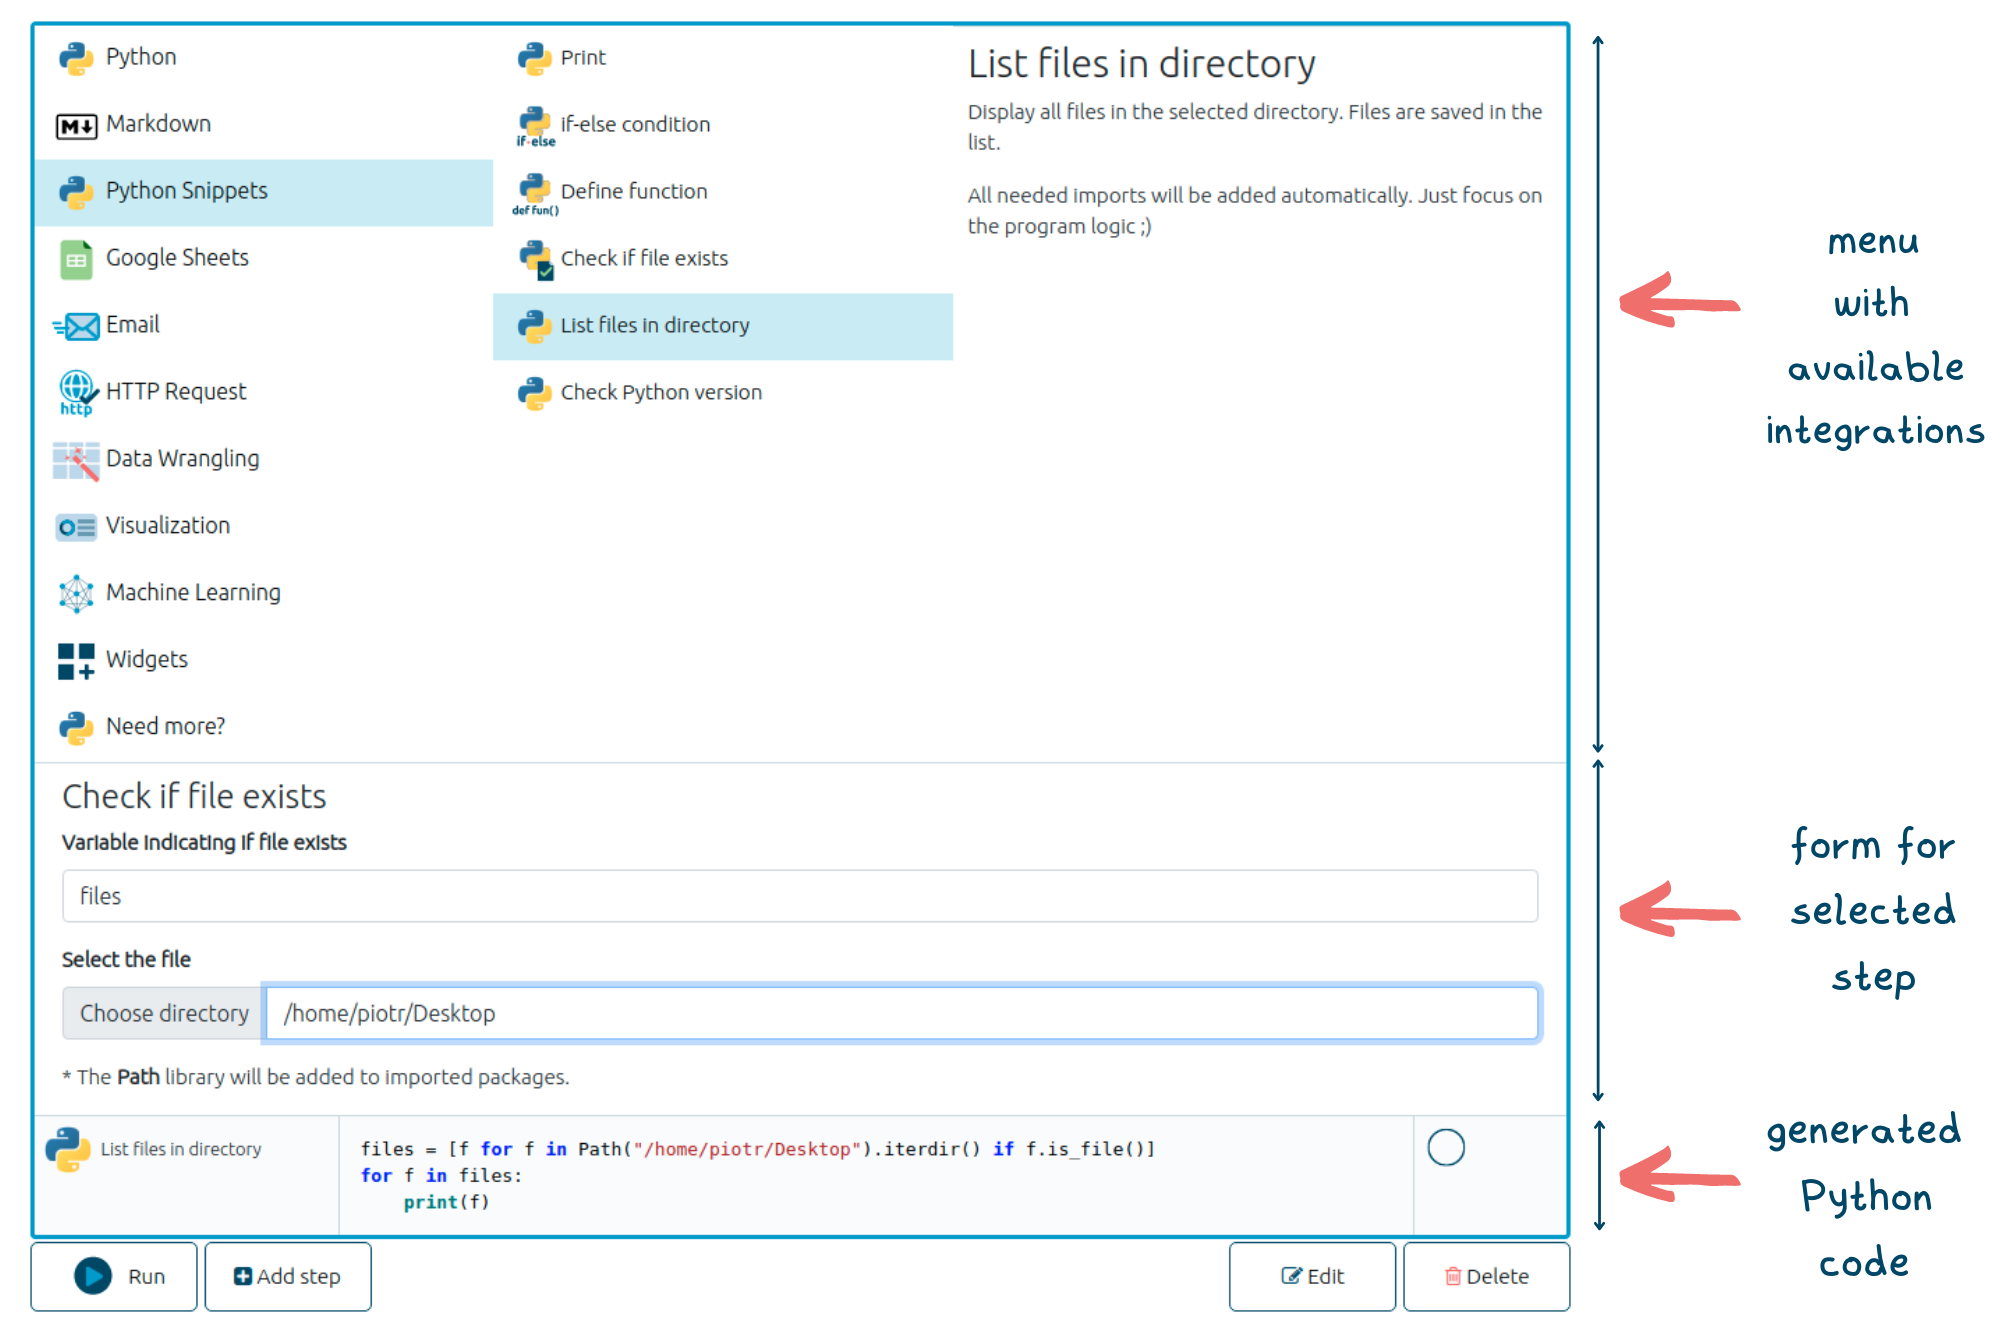 Python
Markdown
Python Snippets
Google Sheets
Email
HTTP Request
http
Data Wrangling
Visualization
Machine Learning
Widgets
Need more?
Print
if-else condition
if-else
Define function
def fun()
Check if file exists
List files in directory
Check Python version
List files in directory
Display all files in the selected directory. Files are saved in the
list.
All needed imports will be added automatically. Just focus on
the program logic ;)
menu
with
available
integrations
Check if file exists
Variable indicating if file exists
files
Select the file
Choose directory
/home/piotr/Desktop
* The Path library will be added to imported packages.
form for
selected
step
List files in directory
files = [f for f in Path("/home/piotr/Desktop").iterdir() if f.is_file()]
for f in files:
    print(f)
generated
Python
code
Run
Add step
Edit
Delete